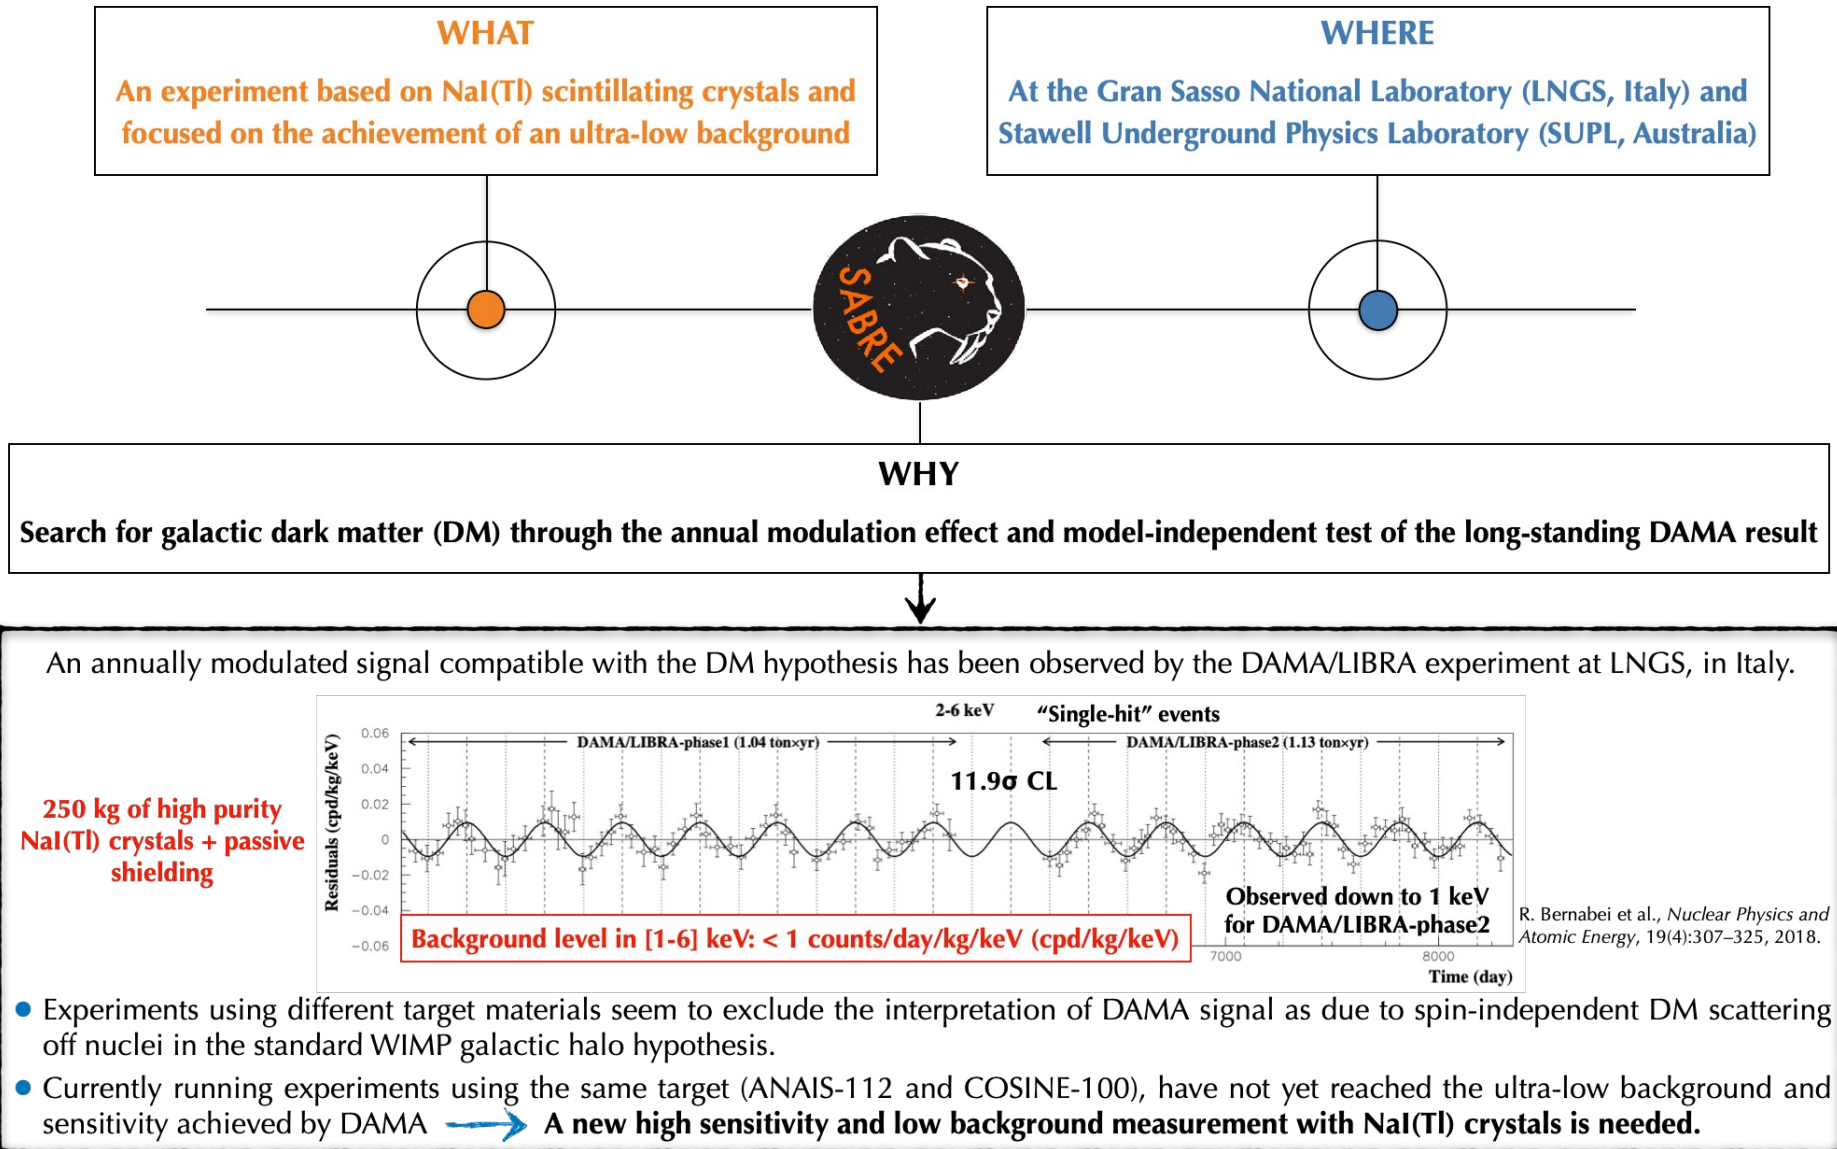 WHAT
An experiment based on NaI(Tl) scintillating crystals and
focused on the achievement of an ultra-low background
WHERE
At the Gran Sasso National Laboratory (LNGS, Italy) and
Stawell Underground Physics Laboratory (SUPL, Australia)
SABRE
WHY
Search for galactic dark matter (DM) through the annual modulation effect and model-independent test of the long-standing DAMA result
An annually modulated signal compatible with the DM hypothesis has been observed by the DAMA/LIBRA experiment at LNGS, in Italy.
250 kg of high purity
NaI(Tl) crystals + passive
shielding
2-6 keV
“Single-hit” events
Residuals (cpd/kg/keV)
0.06
0.04
0.02
0
−0.02
−0.04
−0.06
DAMA/LIBRA-phase1 (1.04 ton×yr)
DAMA/LIBRA-phase2 (1.13 ton×yr)
11.9σ CL
Observed down to 1 keV
for DAMA/LIBRA-phase2
Background level in [1-6] keV: < 1 counts/day/kg/keV (cpd/kg/keV)
7000
8000
Time (day)
R. Bernabei et al., Nuclear Physics and
Atomic Energy, 19(4):307–325, 2018.
● Experiments using different target materials seem to exclude the interpretation of DAMA signal as due to spin-independent DM scattering
off nuclei in the standard WIMP galactic halo hypothesis.
● Currently running experiments using the same target (ANAIS-112 and COSINE-100), have not yet reached the ultra-low background and
sensitivity achieved by DAMA → A new high sensitivity and low background measurement with NaI(Tl) crystals is needed.